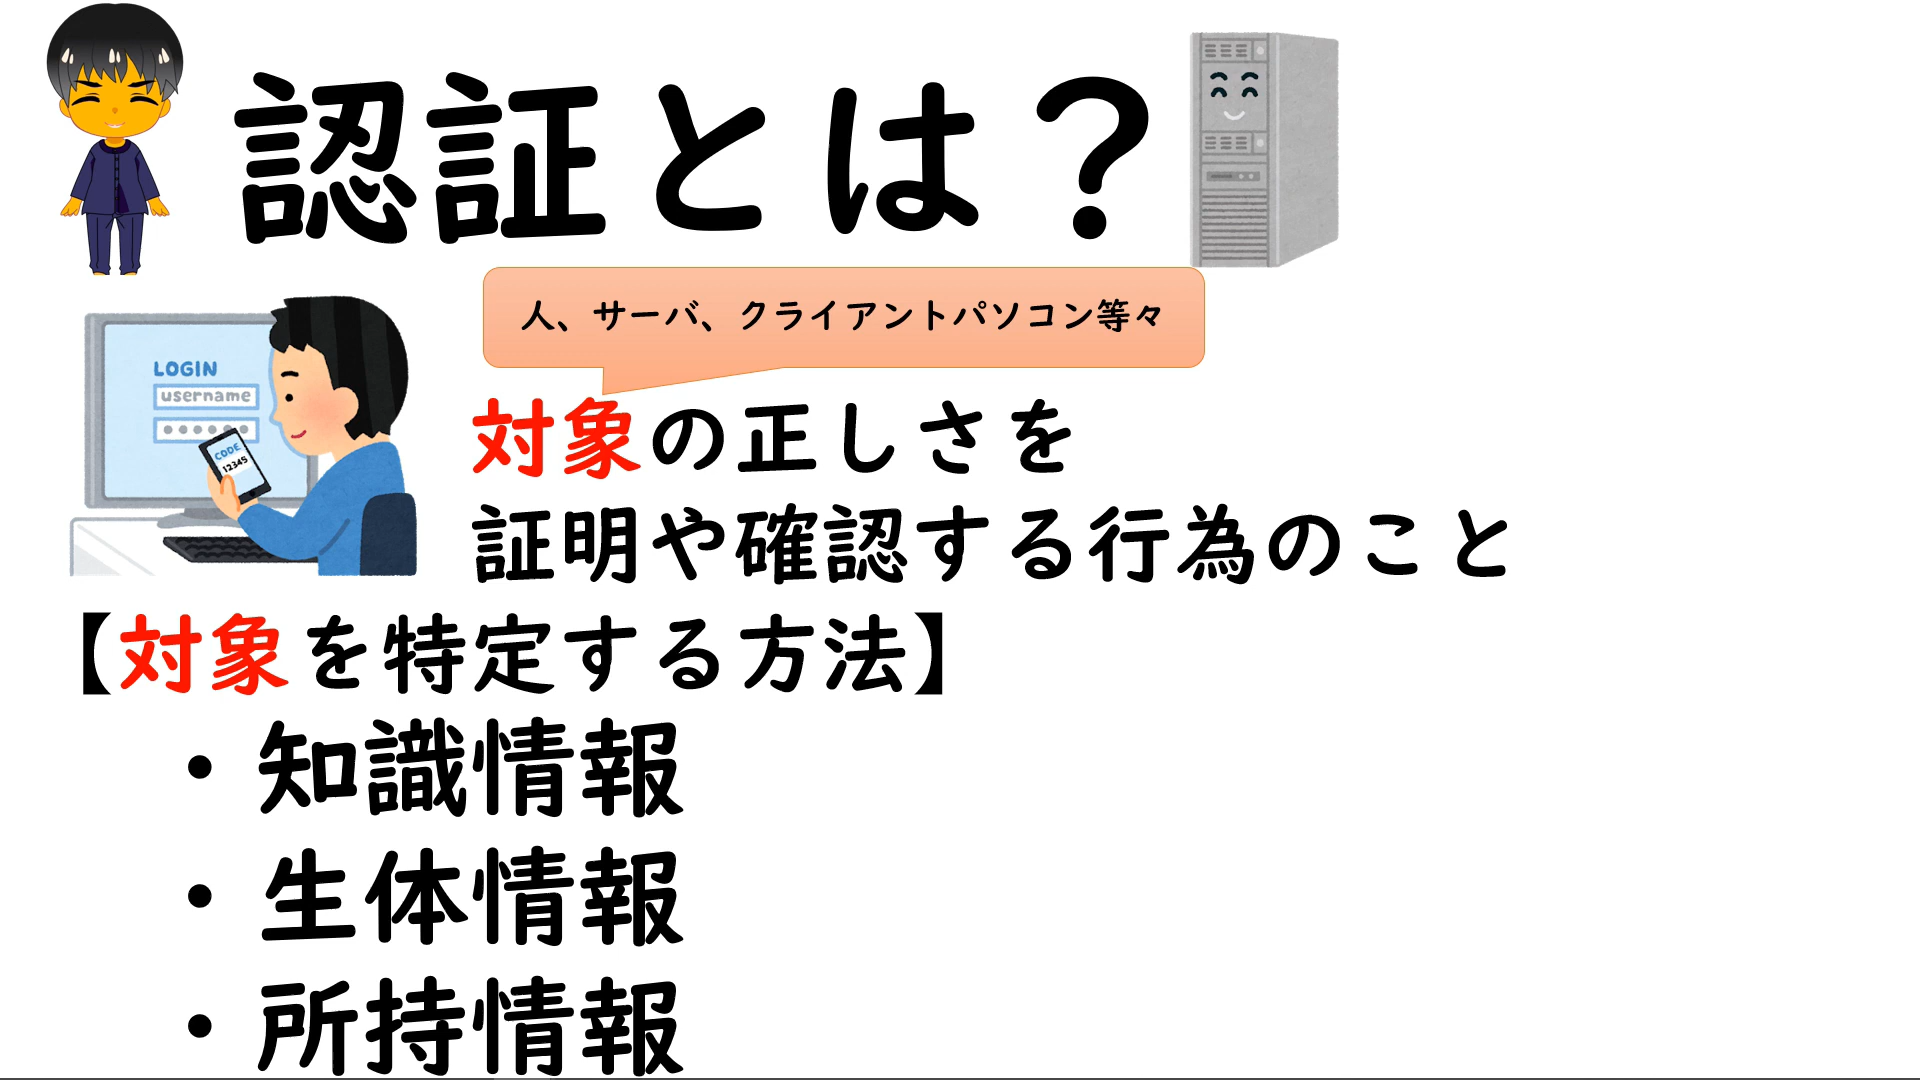 認証とは？
人、サーバ、クライアントパソコン等々
LOGIN
username
CODE
12345
対象の正しさを
証明や確認する行為のこと
【対象を特定する方法】
・知識情報
・生体情報
・所持情報